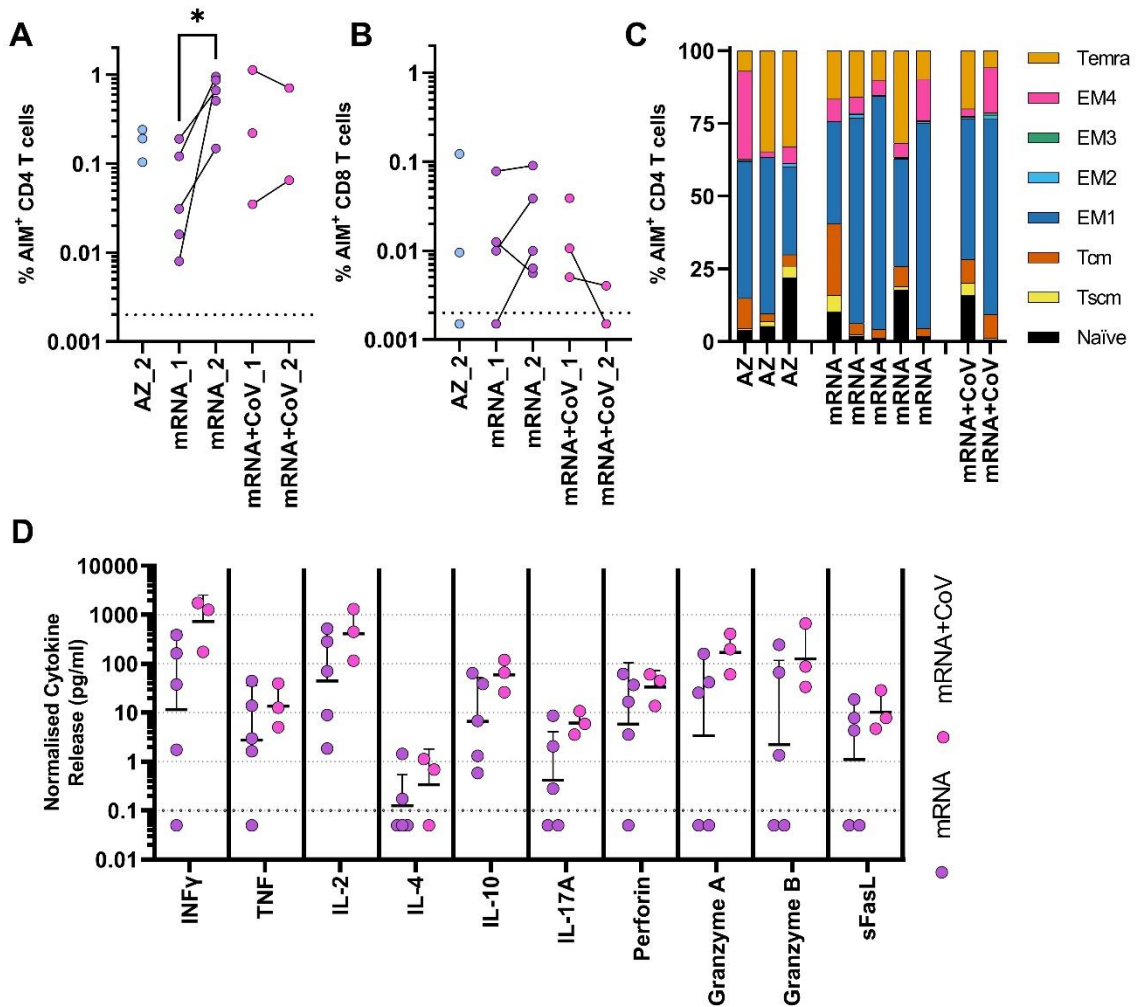 A
*
% AIM+ CD4 T cells
1
0.1
0.01
0.001
AZ_2
mRNA_1
mRNA_2
mRNA+CoV_1
mRNA+CoV_2
B
% AIM+ CD8 T cells
1
0.1
0.01
0.001
AZ_2
mRNA_1
mRNA_2
mRNA+CoV_1
mRNA+CoV_2
C
% AIM+ CD4 T cells
100
75
50
25
0
AZ
AZ
AZ
mRNA
mRNA
mRNA
mRNA
mRNA
mRNA+CoV
mRNA+CoV
Temra
EM4
EM3
EM2
EM1
Tcm
Tscm
Naïve
D
Normalised Cytokine
Release (pg/ml)
10000
1000
100
10
1
0.1
0.01
INFγ
TNF
IL-2
IL-4
IL-10
IL-17A
Perforin
Granzyme A
Granzyme B
sFasL
mRNA
mRNA+CoV